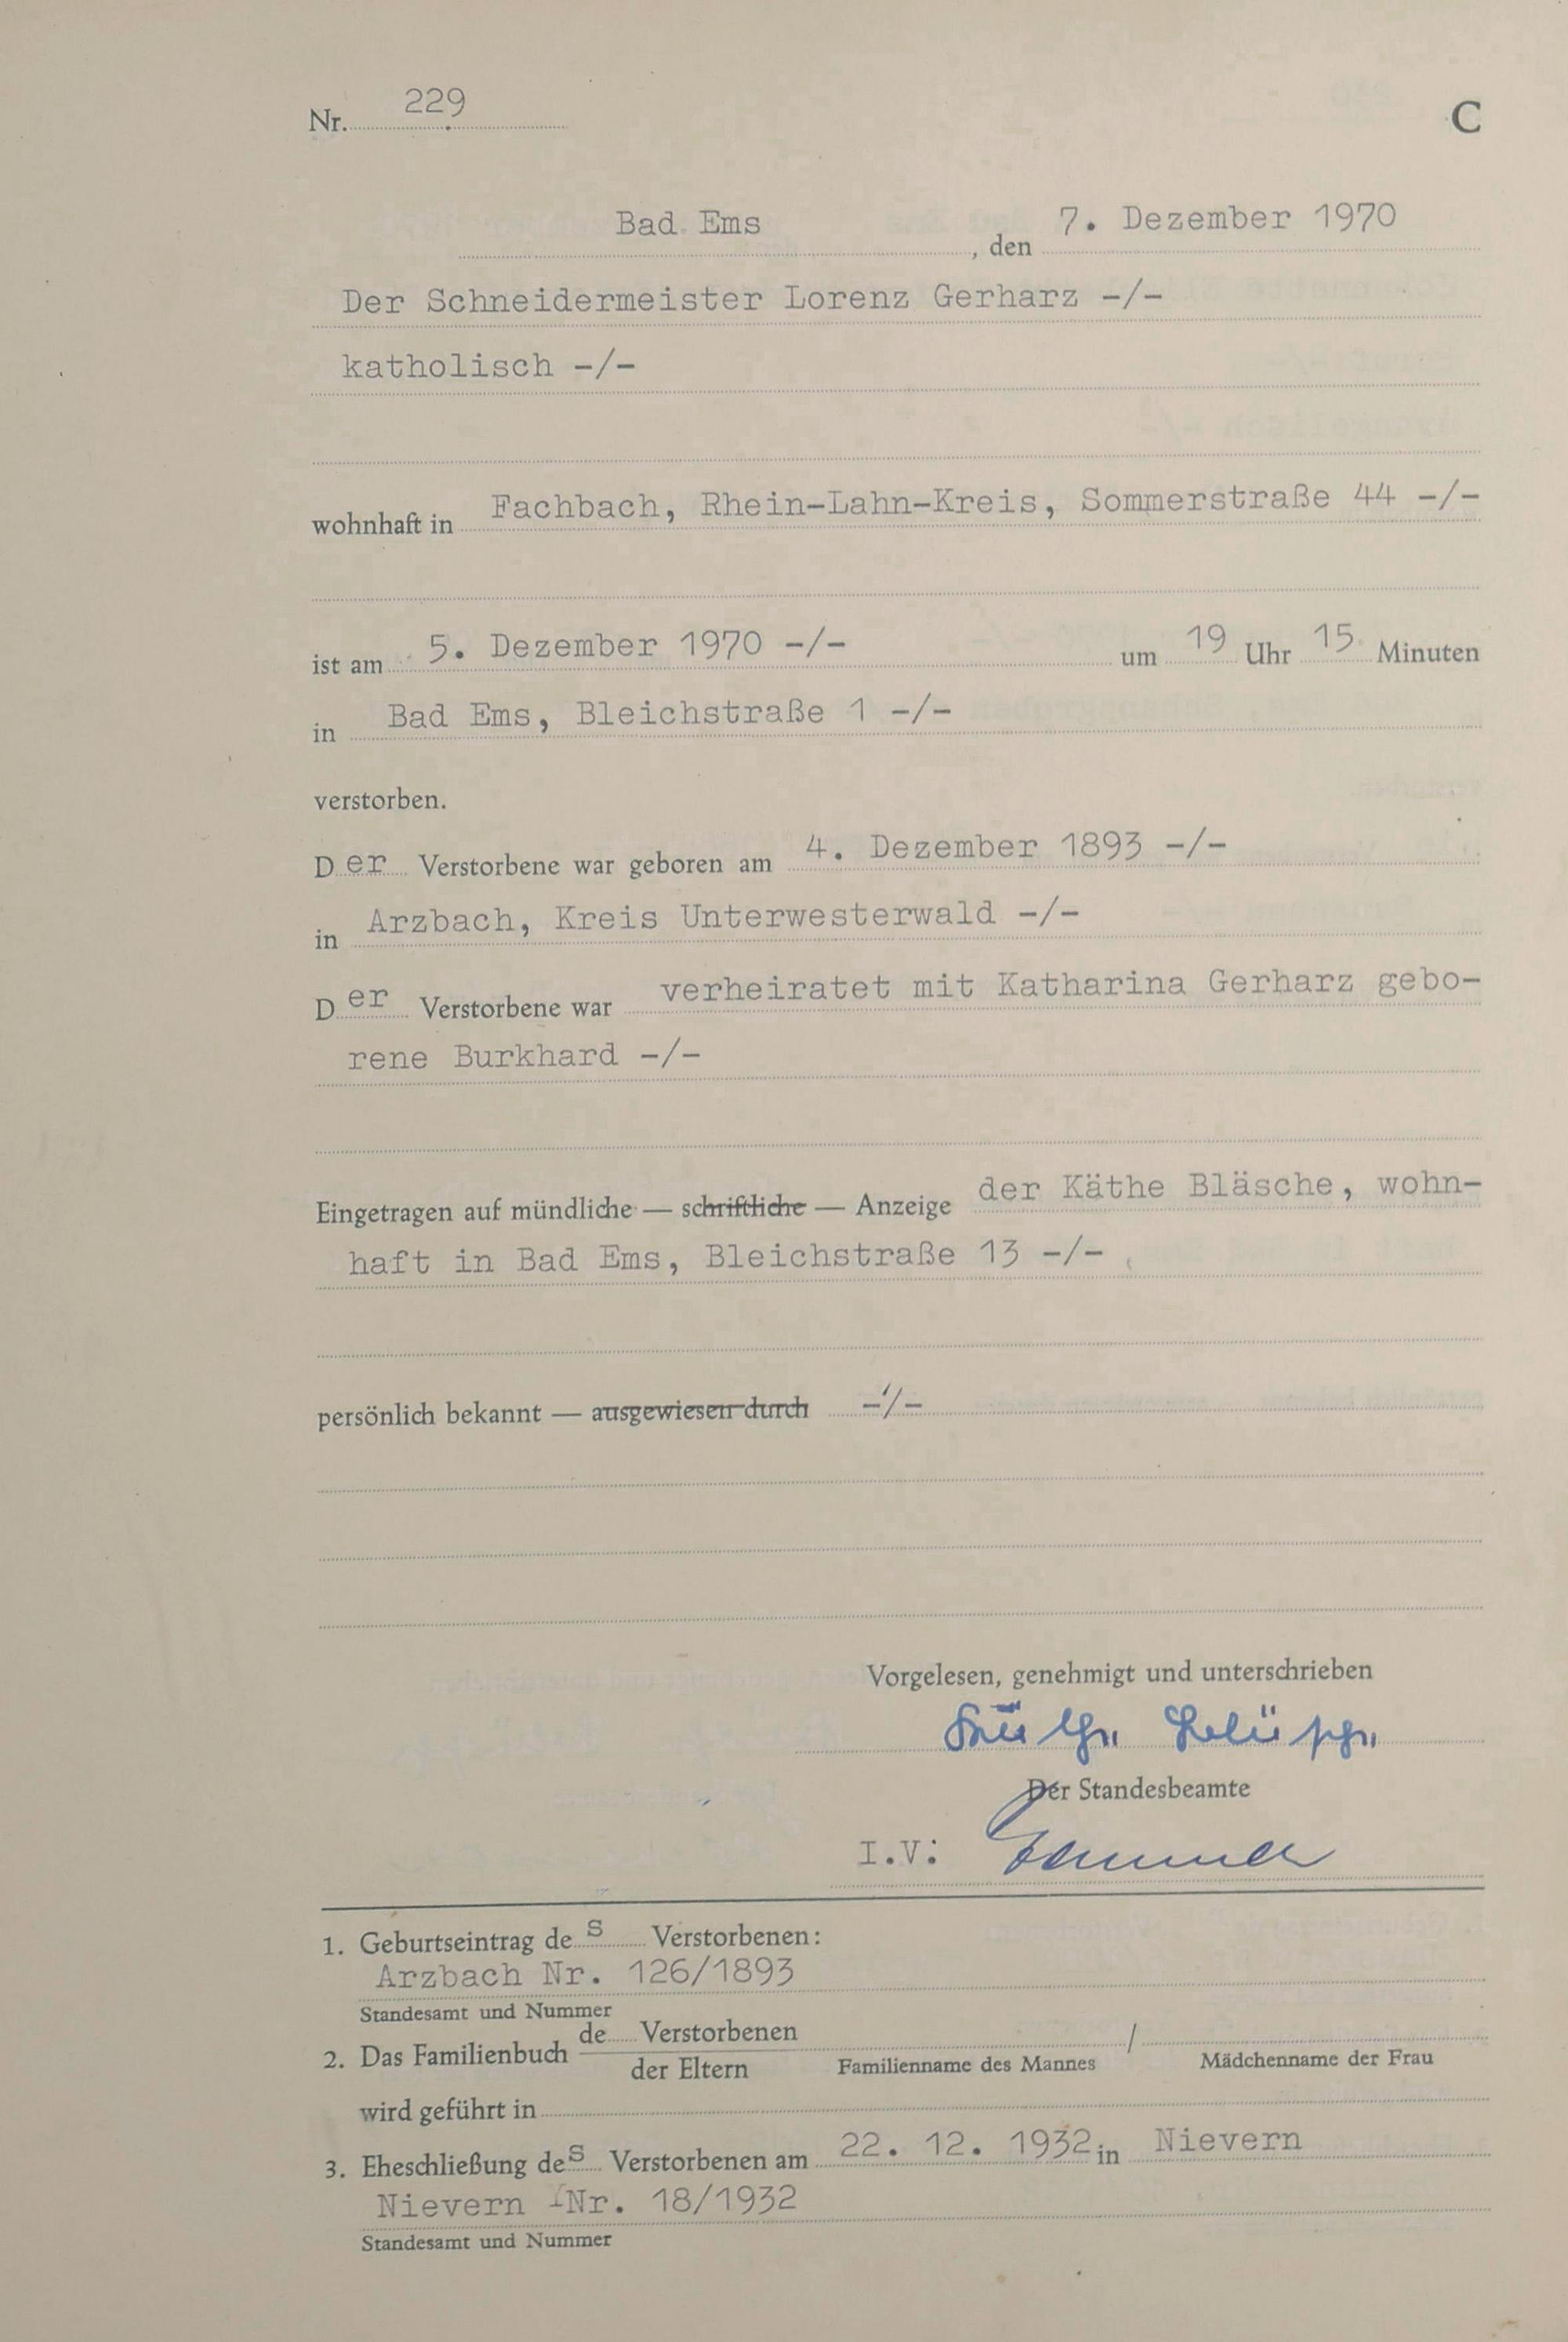 Nr. 229
C
Bad Ems, den 7. Dezember 1970
Der Schneidermeister Lorenz Gerharz -/-
katholisch -/-
wohnhaft in Fachbach, Rhein-Lahn-Kreis, Sommerstraße 44 -/-
ist am 5. Dezember 1970 -/- um 19 Uhr 15 Minuten
in Bad Ems, Bleichstraße 1 -/-
verstorben.
Der Verstorbene war geboren am 4. Dezember 1893 -/-
in Arzbach, Kreis Unterwesterwald -/-
Der Verstorbene war verheiratet mit Katharina Gerharz gebo-
rene Burkhard -/-
Eingetragen auf mündliche — schriftliche — Anzeige der Käthe Bläsche, wohn-
haft in Bad Ems, Bleichstraße 13 -/-
persönlich bekannt — ausgewiesen durch -/-
Vorgelesen, genehmigt und unterschrieben
Käthe Bläsche
Der Standesbeamte
I.V:
1. Geburtseintrag des Verstorbenen:
Arzbach Nr. 126/1893
Standesamt und Nummer
2. Das Familienbuch de Verstorbenen /
der Eltern Familienname des Mannes Mädchenname der Frau
wird geführt in
3. Eheschließung des Verstorbenen am 22. 12. 1932 in Nievern
Nievern Nr. 18/1932
Standesamt und Nummer